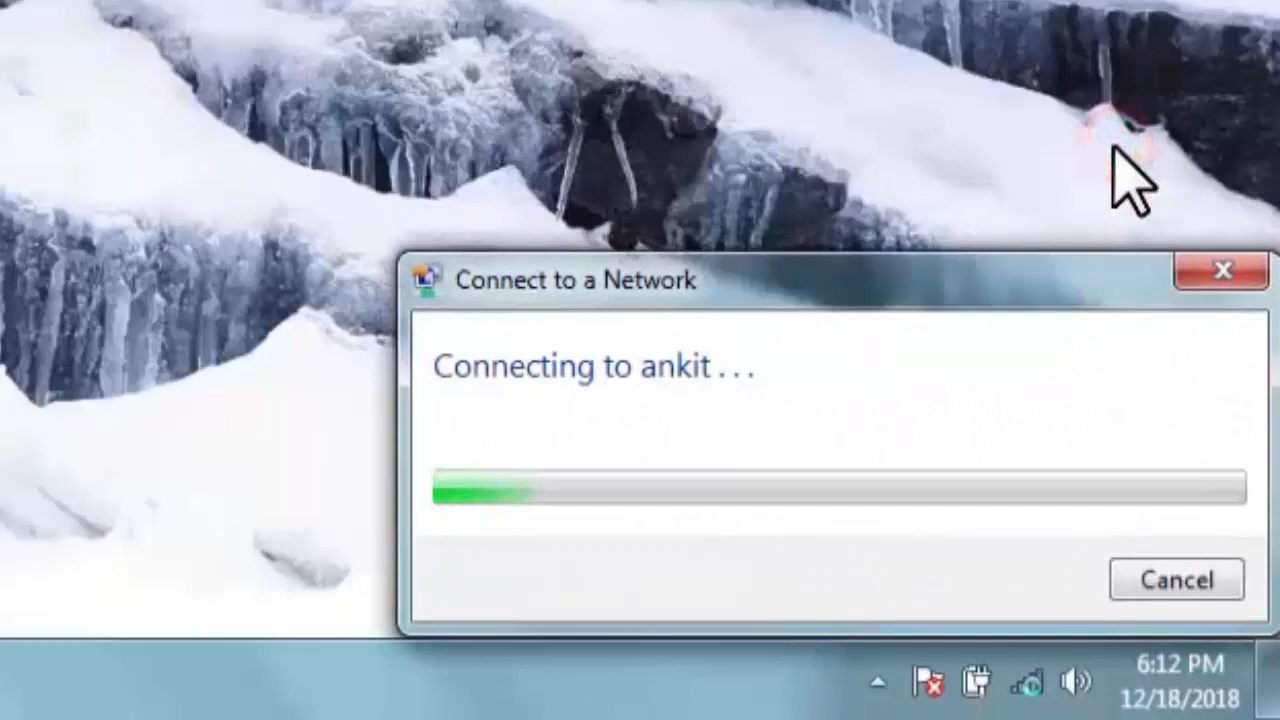 Connect to a Network
Connecting to ankit . . .
Cancel
6:12 PM
12/18/2018